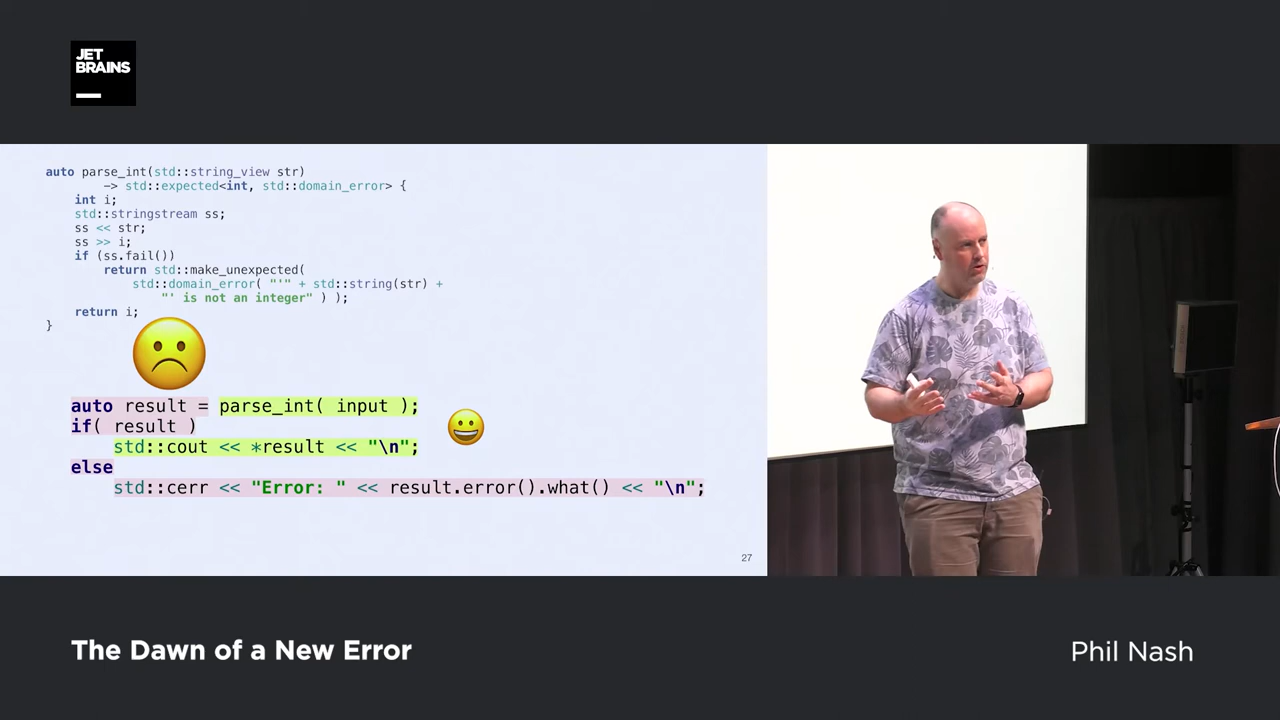 JET
BRAINS
auto parse_int(std::string_view str)
-> std::expected<int, std::domain_error> {
int i;
std::stringstream ss;
ss << str;
ss >> i;
if (ss.fail())
return std::make_unexpected(
std::domain_error( "'" + std::string(str) +
"' is not an integer" ) );
return i;
}
auto result = parse_int( input );
if( result )
std::cout << *result << "\n";
else
std::cerr << "Error: " << result.error().what() << "\n";
27
The Dawn of a New Error
Phil Nash